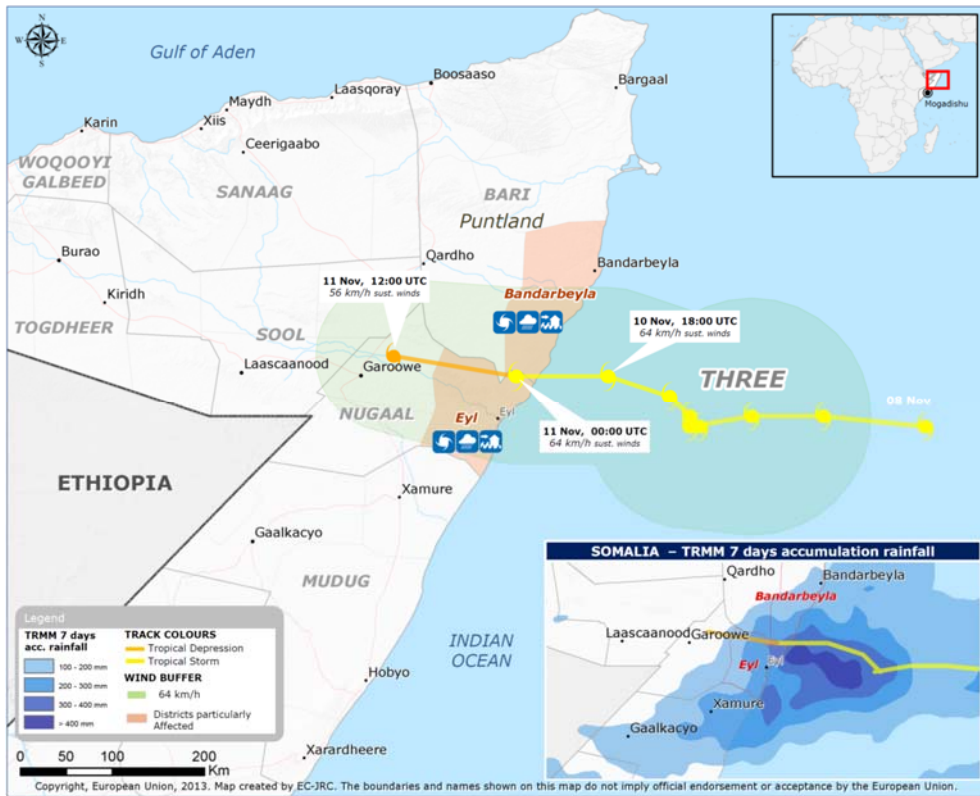 N
W
E
S
Gulf of Aden
Mogadishu
Boosaaso
Bargaal
Laasqoray
Maydh
Xiis
Karin
Ceerigaabo
WOQOOYI
GALBEED
SANAAG
BARI
Puntland
Burao
Qardho
Bandarbeyla
11 Nov, 12:00 UTC
56 km/h sust. winds
Kiridh
Bandarbeyla
10 Nov, 18:00 UTC
64 km/h sust. winds
TOGDHEER
SOOL
Laascaanood
Garoowe
THREE
08 Nov
NUGAAL
Eyl
Eyl
11 Nov, 00:00 UTC
64 km/h sust. winds
ETHIOPIA
Xamure
Gaalkacyo
MUDUG
INDIAN
OCEAN
Hobyo
Xarardheere
SOMALIA – TRMM 7 days accumulation rainfall
Qardho
Bandarbeyla
Bandarbeyla
Laascaanood
Garoowe
Eyl
Eyl
Xamure
Gaalkacyo
Legend
TRMM 7 days
acc. rainfall
100 - 200 mm
200 - 300 mm
300 - 400 mm
> 400 mm
TRACK COLOURS
Tropical Depression
Tropical Storm
WIND BUFFER
64 km/h
Districts particularly
Affected
0 50 100 200
Km
Copyright, European Union, 2013. Map created by EC-JRC. The boundaries and names shown on this map do not imply official endorsement or acceptance by the European Union.